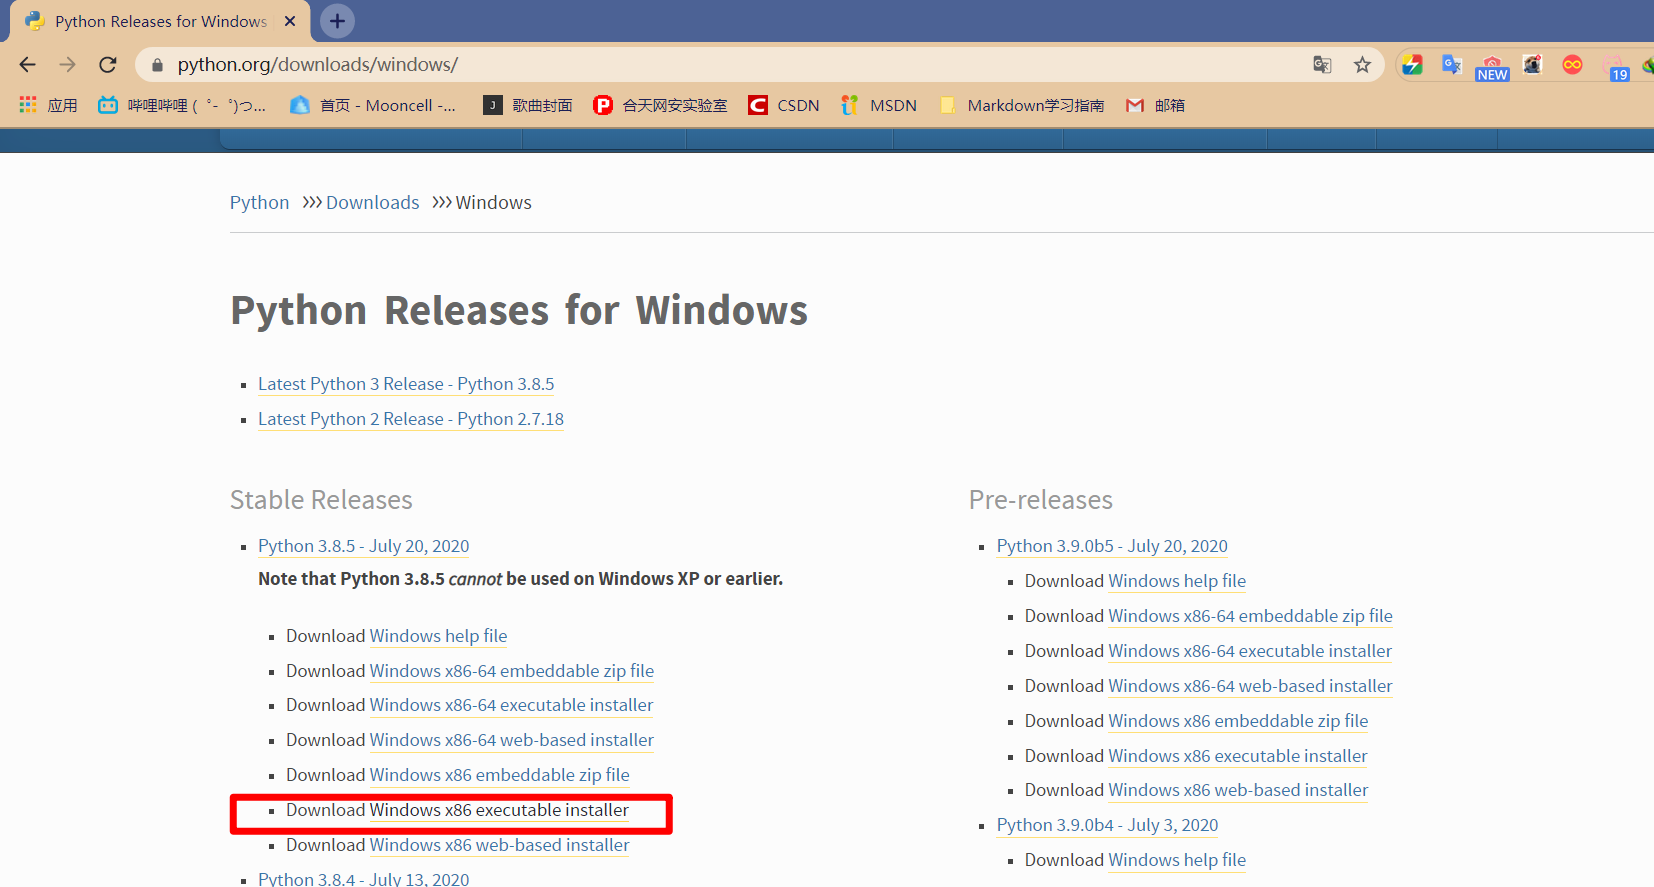 Python Releases for Windows
python.org/downloads/windows/
NEW
19
应用
哔哩哔哩 (゜-゜)つ...
首页 - Mooncell -...
J
歌曲封面
合天网安实验室
CSDN
MSDN
Markdown学习指南
邮箱
Python >>> Downloads >>> Windows
Python Releases for Windows
Latest Python 3 Release - Python 3.8.5
Latest Python 2 Release - Python 2.7.18
Stable Releases
Python 3.8.5 - July 20, 2020
Note that Python 3.8.5 cannot be used on Windows XP or earlier.
Download Windows help file
Download Windows x86-64 embeddable zip file
Download Windows x86-64 executable installer
Download Windows x86-64 web-based installer
Download Windows x86 embeddable zip file
Download Windows x86 executable installer
Download Windows x86 web-based installer
Python 3.8.4 - July 13, 2020
Pre-releases
Python 3.9.0b5 - July 20, 2020
Download Windows help file
Download Windows x86-64 embeddable zip file
Download Windows x86-64 executable installer
Download Windows x86-64 web-based installer
Download Windows x86 embeddable zip file
Download Windows x86 executable installer
Download Windows x86 web-based installer
Python 3.9.0b4 - July 3, 2020
Download Windows help file